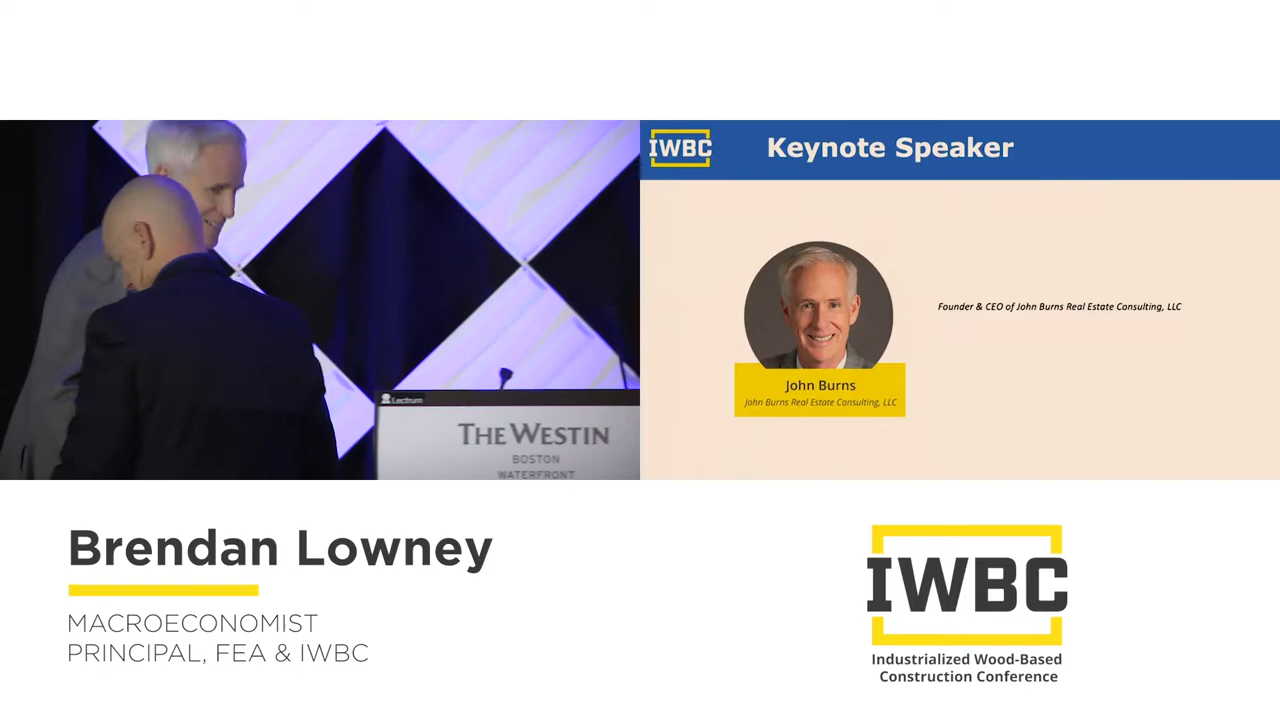 Lectrum
THE WESTIN
BOSTON
WATERFRONT
IWBC
Keynote Speaker
Founder & CEO of John Burns Real Estate Consulting, LLC
John Burns
John Burns Real Estate Consulting, LLC
Brendan Lowney
MACROECONOMIST
PRINCIPAL, FEA & IWBC
IWBC
Industrialized Wood-Based
Construction Conference